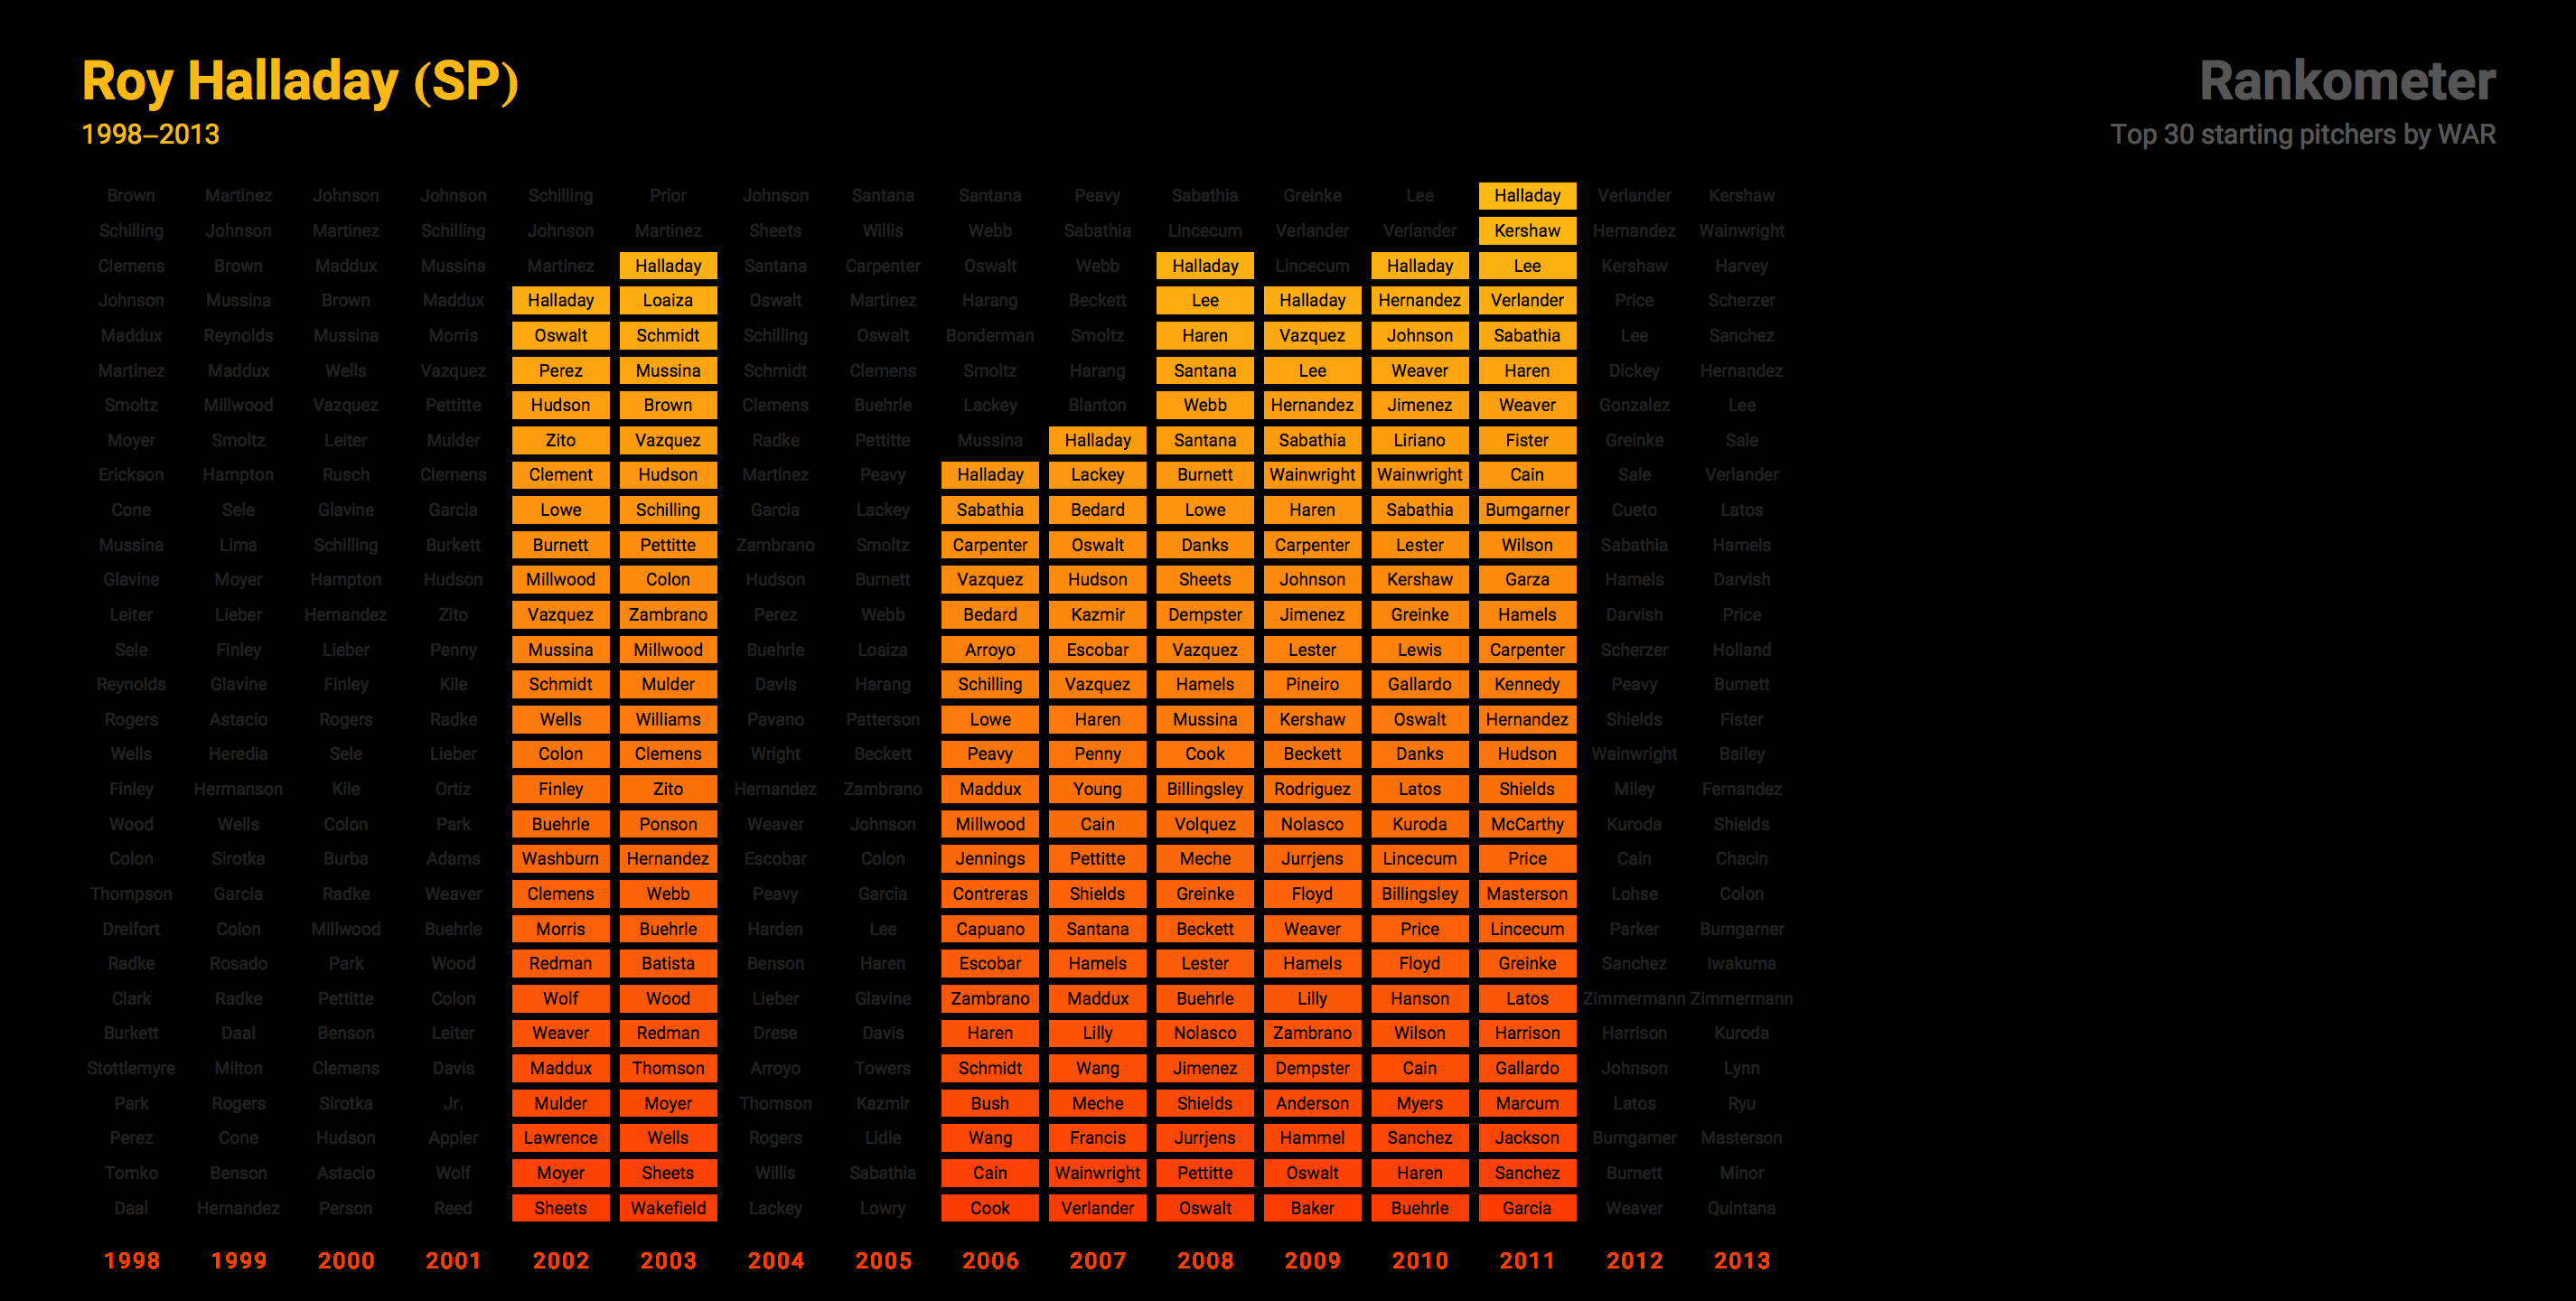 Roy Halladay (SP)
1998–2013
Rankometer
Top 30 starting pitchers by WAR
Brown Martinez Johnson Johnson Schilling Prior Johnson Santana Santana Peavy Sabathia Greinke Lee Halladay Verlander Kershaw
Schilling Johnson Martinez Schilling Johnson Martinez Sheets Willis Webb Sabathia Lincecum Verlander Verlander Kershaw Hernandez Wainwright
Clemens Brown Maddux Mussina Martinez Halladay Santana Carpenter Oswalt Webb Halladay Lincecum Halladay Lee Kershaw Harvey
Johnson Mussina Brown Maddux Halladay Loaiza Oswalt Martinez Harang Beckett Lee Halladay Hernandez Verlander Price Scherzer
Maddux Reynolds Mussina Morris Oswalt Schmidt Schilling Oswalt Bonderman Smoltz Haren Vazquez Johnson Sabathia Lee Sanchez
Martinez Maddux Wells Vazquez Perez Mussina Schmidt Clemens Smoltz Harang Santana Lee Weaver Haren Dickey Hernandez
Smoltz Millwood Vazquez Pettitte Hudson Brown Clemens Buehrle Lackey Blanton Webb Hernandez Jimenez Weaver Gonzalez Lee
Moyer Smoltz Leiter Mulder Zito Vazquez Radke Pettitte Mussina Halladay Santana Sabathia Liriano Fister Greinke Sale
Erickson Hampton Rusch Clemens Clement Hudson Martinez Peavy Halladay Lackey Burnett Wainwright Wainwright Cain Sale Verlander
Cone Sele Glavine Garcia Lowe Schilling Garcia Lackey Sabathia Bedard Lowe Haren Sabathia Bumgarner Cueto Latos
Mussina Lima Schilling Burkett Burnett Pettitte Zambrano Smoltz Carpenter Oswalt Danks Carpenter Lester Wilson Sabathia Hamels
Glavine Moyer Hampton Hudson Millwood Colon Hudson Burnett Vazquez Hudson Sheets Johnson Kershaw Garza Hamels Darvish
Leiter Lieber Hernandez Zito Vazquez Zambrano Perez Webb Bedard Kazmir Dempster Jimenez Greinke Hamels Darvish Price
Sele Finley Lieber Penny Mussina Millwood Buehrle Loaiza Arroyo Escobar Vazquez Lester Lewis Carpenter Scherzer Holland
Reynolds Glavine Finley Kile Schmidt Mulder Davis Harang Schilling Vazquez Hamels Pineiro Gallardo Kennedy Peavy Burnett
Rogers Astacio Rogers Radke Wells Williams Pavano Patterson Lowe Haren Mussina Kershaw Oswalt Hernandez Shields Fister
Wells Heredia Sele Lieber Colon Clemens Wright Beckett Peavy Penny Cook Beckett Danks Hudson Wainwright Bailey
Finley Hermanson Kile Ortiz Finley Zito Hernandez Zambrano Maddux Young Billingsley Rodriguez Latos Shields Miley Fernandez
Wood Wells Colon Park Buehrle Ponson Weaver Johnson Millwood Cain Volquez Nolasco Kuroda McCarthy Kuroda Shields
Colon Sirotka Burba Adams Washburn Hernandez Escobar Colon Jennings Pettitte Meche Jurrjens Lincecum Price Cain Chacin
Thompson Garcia Radke Weaver Clemens Webb Peavy Garcia Contreras Shields Greinke Floyd Billingsley Masterson Lohse Colon
Dreifort Colon Millwood Buehrle Morris Buehrle Harden Lee Capuano Santana Beckett Weaver Price Lincecum Parker Bumgarner
Radke Rosado Park Wood Redman Batista Benson Haren Escobar Hamels Lester Hamels Floyd Greinke Sanchez Iwakuma
Clark Radke Pettitte Colon Wolf Wood Lieber Glavine Zambrano Maddux Buehrle Lilly Hanson Latos Zimmermann Zimmermann
Burkett Daal Benson Leiter Weaver Redman Drese Davis Haren Lilly Nolasco Zambrano Wilson Harrison Harrison Kuroda
Stottlemyre Milton Clemens Davis Maddux Thomson Arroyo Towers Schmidt Wang Jimenez Dempster Cain Gallardo Johnson Lynn
Park Rogers Sirotka Jr. Mulder Moyer Thomson Kazmir Bush Meche Shields Anderson Myers Marcum Latos Ryu
Perez Cone Hudson Appier Lawrence Wells Rogers Lidle Wang Francis Jurrjens Hammel Sanchez Jackson Bumgarner Masterson
Tomko Benson Astacio Wolf Moyer Sheets Willis Sabathia Cain Wainwright Pettitte Oswalt Haren Sanchez Burnett Minor
Daal Hernandez Person Reed Sheets Wakefield Lackey Lowry Cook Verlander Oswalt Baker Buehrle Garcia Weaver Quintana
1998 1999 2000 2001 2002 2003 2004 2005 2006 2007 2008 2009 2010 2011 2012 2013